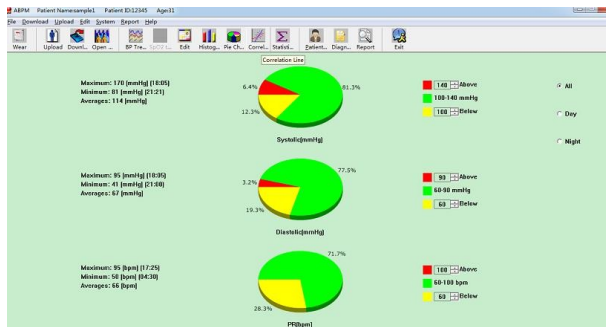 ABPM Patient Name:sample1 Patient ID:12345 Age:31
File Download Upload Edit System Report Help
Wear Upload Downl... Open ... BP Tre... SpO2 t... Edit Histog... Pie Ch... Correl... Statisti... Patient... Diagn... Report Exit
Correlation Line
Maximum: 170 [mmHg] (18:05)
Minimum: 81 [mmHg] (21:21)
Averages: 114 [mmHg]
6.4%
81.3%
12.3%
Systolic[mmHg]
140 Above
100-140 mmHg
100 Below
All
Day
Night
Maximum: 95 [mmHg] (18:05)
Minimum: 41 [mmHg] (21:00)
Averages: 67 [mmHg]
3.2%
77.5%
19.3%
Diastolic[mmHg]
90 Above
60-90 mmHg
60 Below
Maximum: 95 [bpm] (17:25)
Minimum: 50 [bpm] (04:30)
Averages: 66 [bpm]
71.7%
28.3%
PR[bpm]
100 Above
60-100 bpm
60 Below